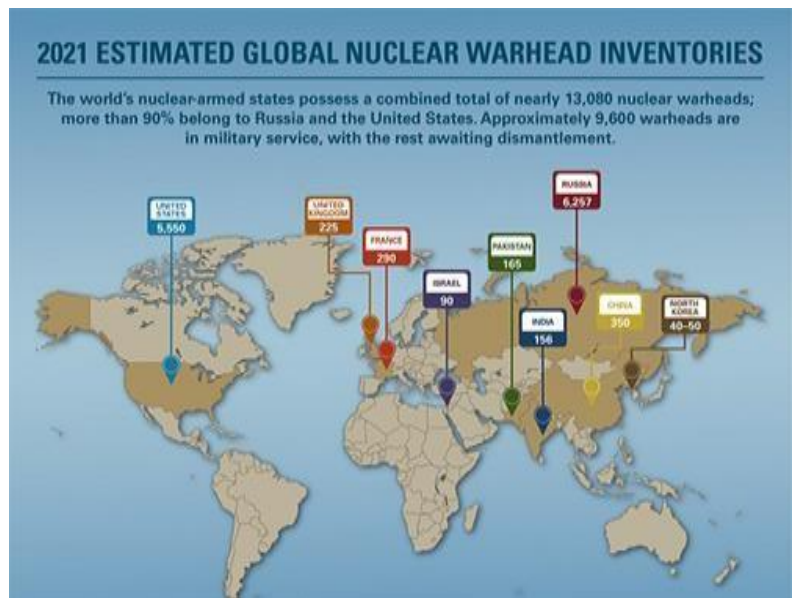 2021 ESTIMATED GLOBAL NUCLEAR WARHEAD INVENTORIES
The world's nuclear-armed states possess a combined total of nearly 13,080 nuclear warheads;
more than 90% belong to Russia and the United States. Approximately 9,600 warheads are
in military service, with the rest awaiting dismantlement.
RUSSIA
6,257
UNITED
STATES
5,550
UNITED
KINGDOM
225
FRANCE
290
PAKISTAN
165
ISRAEL
90
INDIA
156
CHINA
350
NORTH
KOREA
40-50